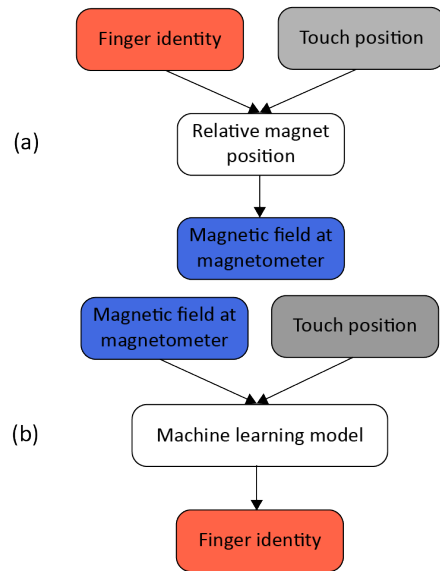 Finger identity
Touch position
(a)
Relative magnet
position
Magnetic field at
magnetometer
Magnetic field at
magnetometer
Touch position
(b)
Machine learning model
Finger identity